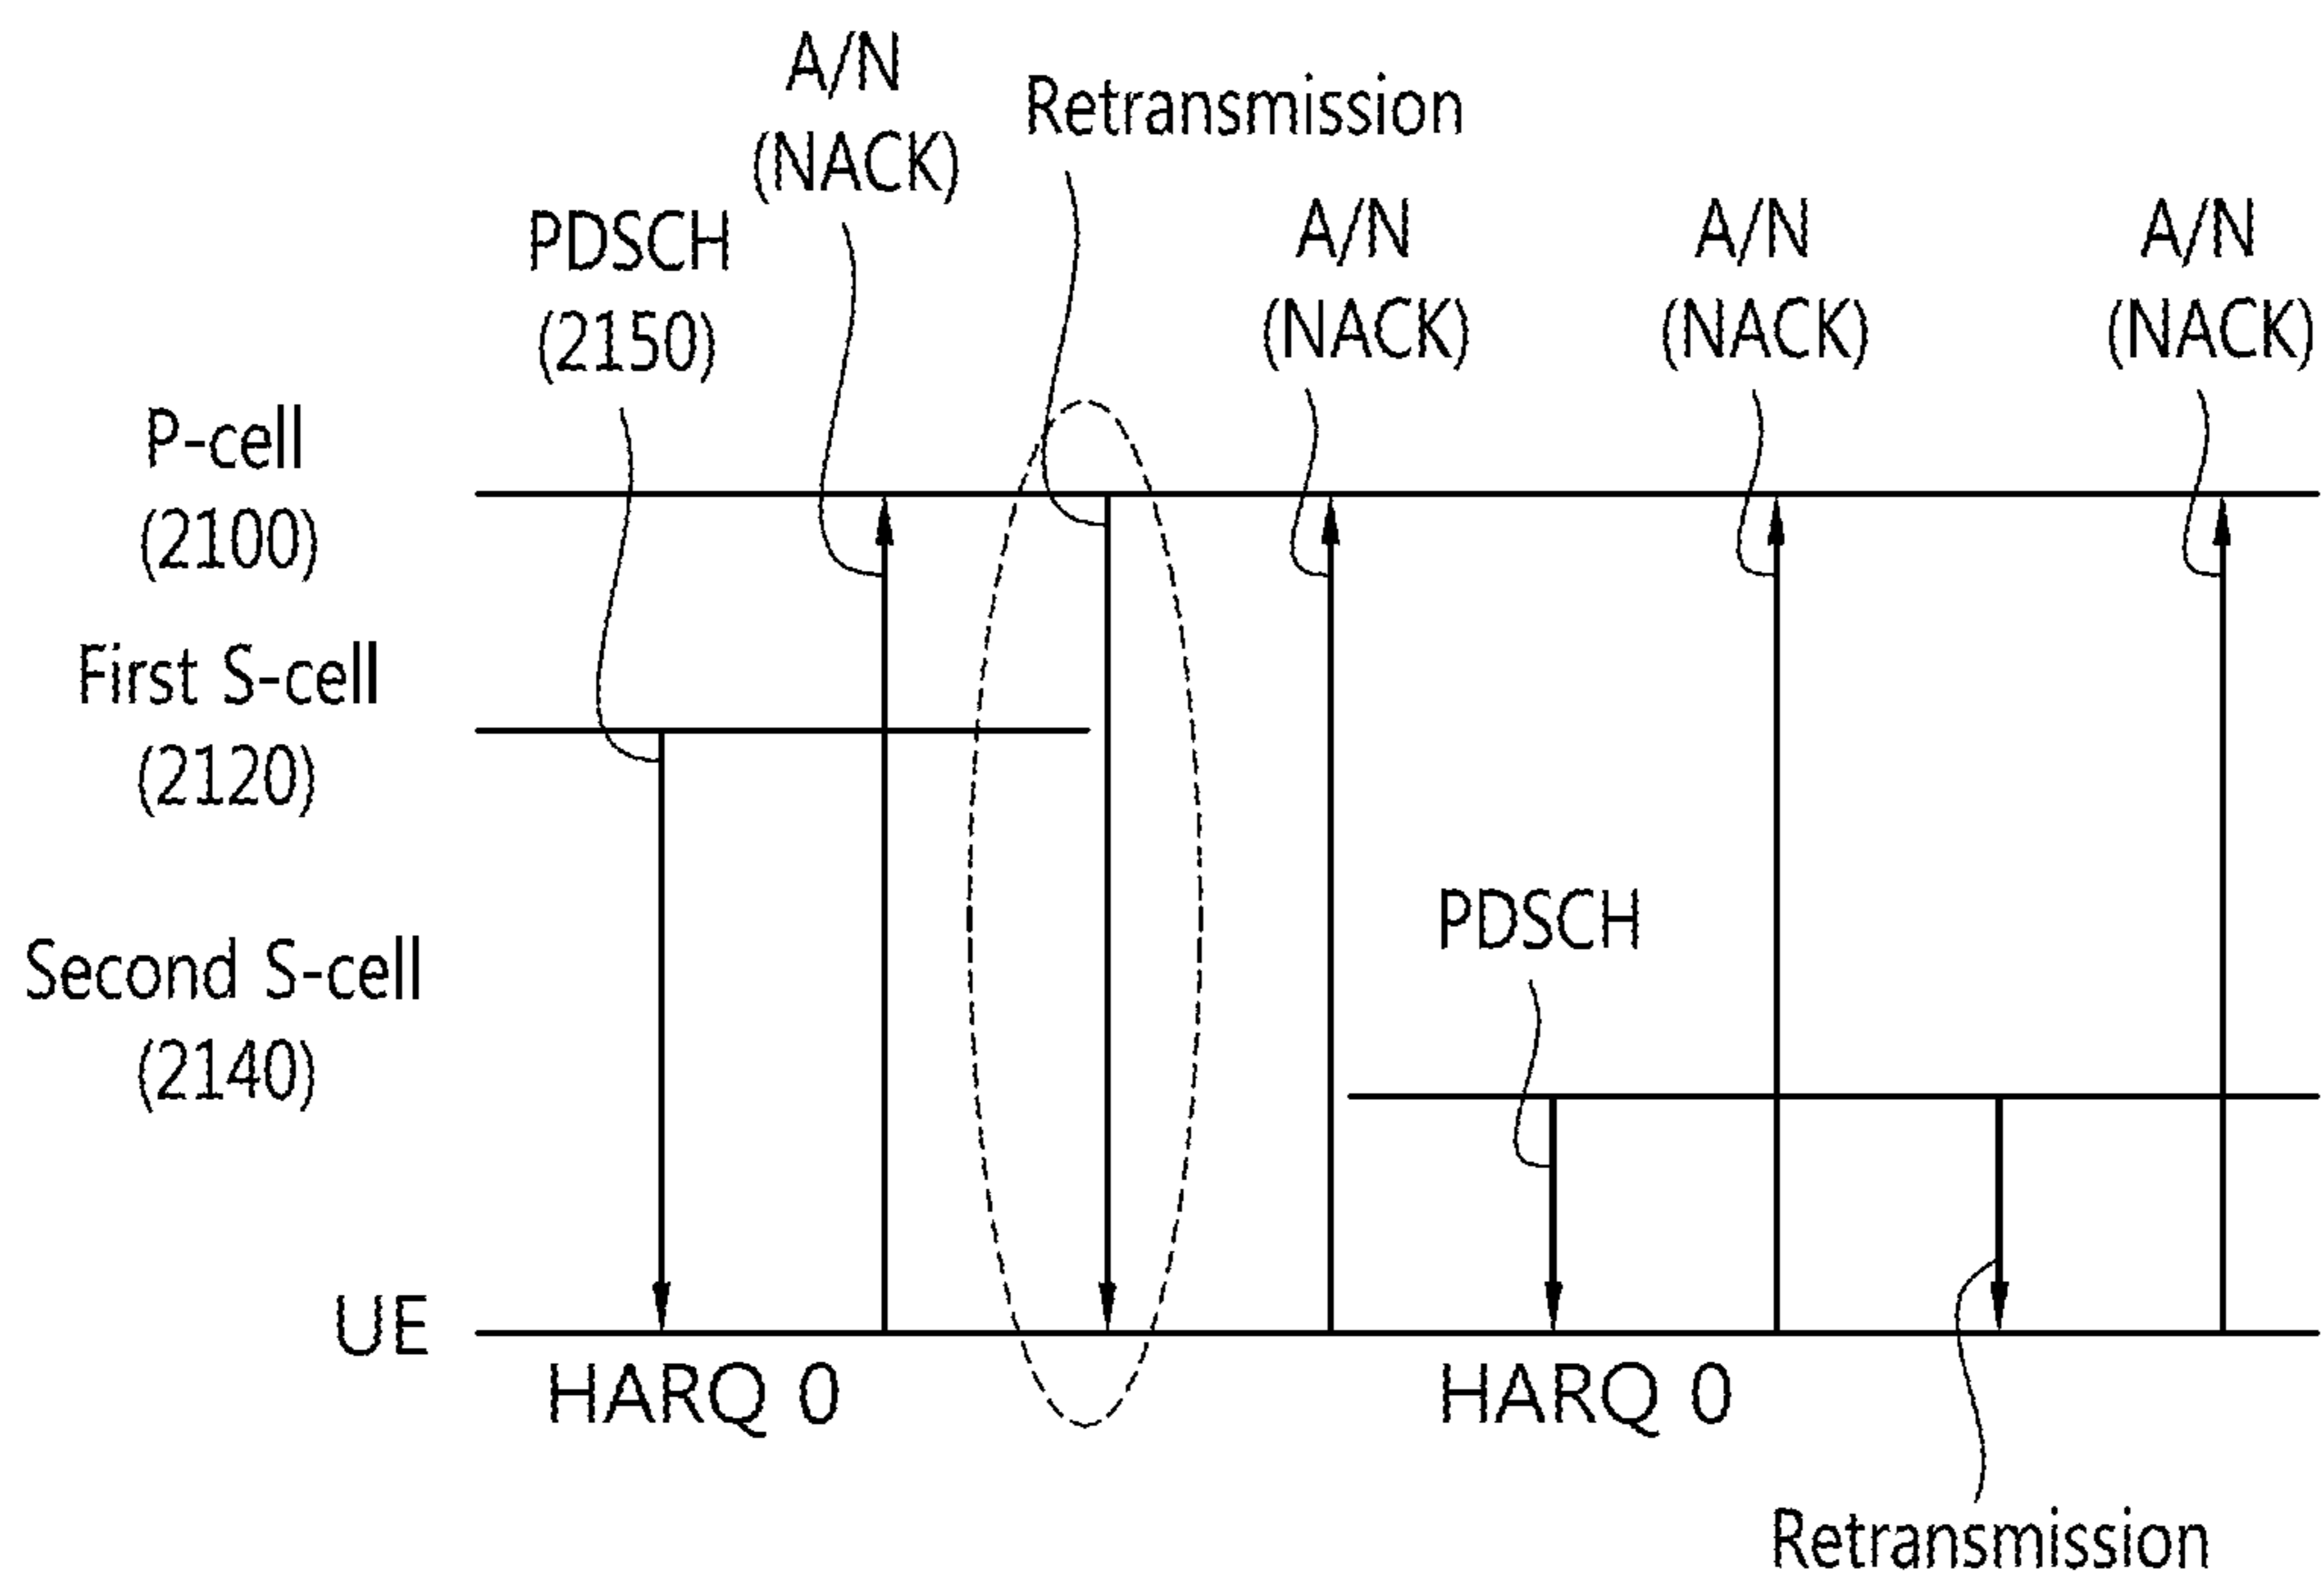 A/N
(NACK)
Retransmission
PDSCH
(2150)
A/N
(NACK)
A/N
(NACK)
A/N
(NACK)
P-cell
(2100)
First S-cell
(2120)
PDSCH
Second S-cell
(2140)
UE
HARQ 0
HARQ 0
Retransmission